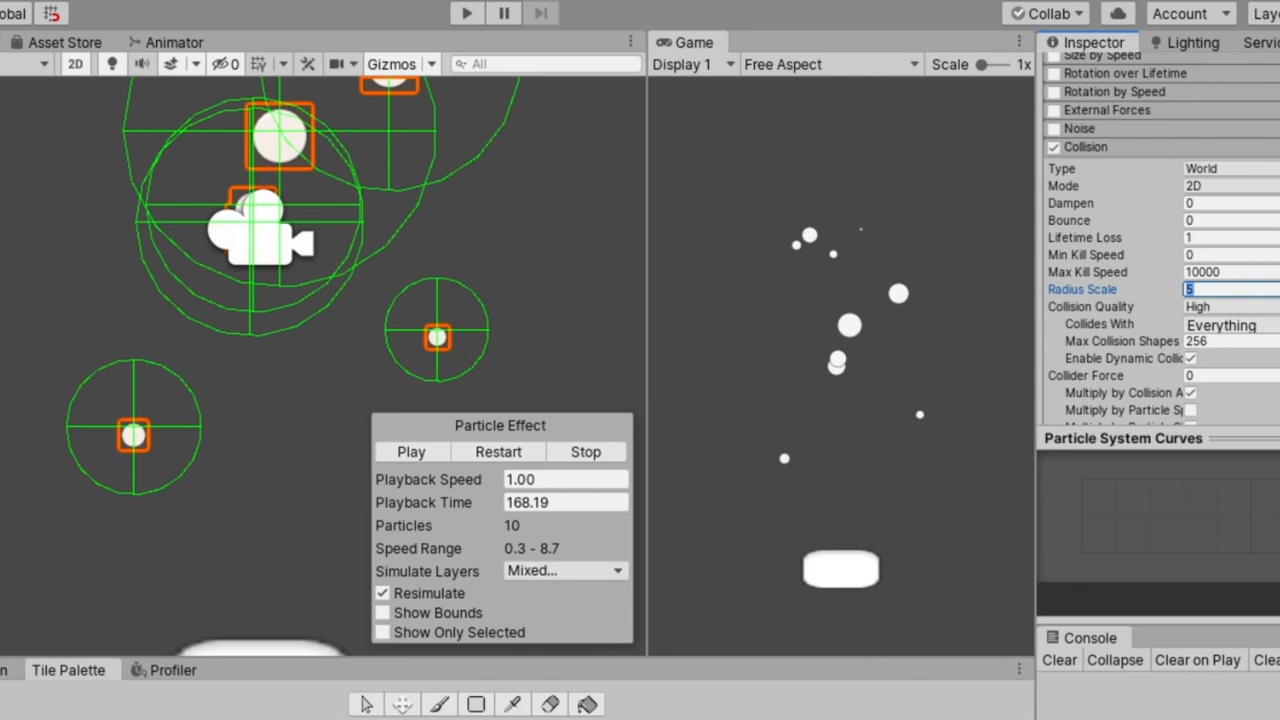 obal
Collab
Account
Lay
Asset Store
Animator
2D
0
Gizmos
All
Game
Display 1
Free Aspect
Scale
1x
Inspector
Lighting
Servic
Size by Speed
Rotation over Lifetime
Rotation by Speed
External Forces
Noise
Collision
Type World
Mode 2D
Dampen 0
Bounce 0
Lifetime Loss 1
Min Kill Speed 0
Max Kill Speed 10000
Radius Scale 5
Collision Quality High
Collides With Everything
Max Collision Shapes 256
Enable Dynamic Collic
Collider Force 0
Multiply by Collision A
Multiply by Particle Sp
Particle System Curves
Particle Effect
Play Restart Stop
Playback Speed 1.00
Playback Time 168.19
Particles 10
Speed Range 0.3 - 8.7
Simulate Layers Mixed...
Resimulate
Show Bounds
Show Only Selected
n
Tile Palette
Profiler
Console
Clear Collapse Clear on Play Clea